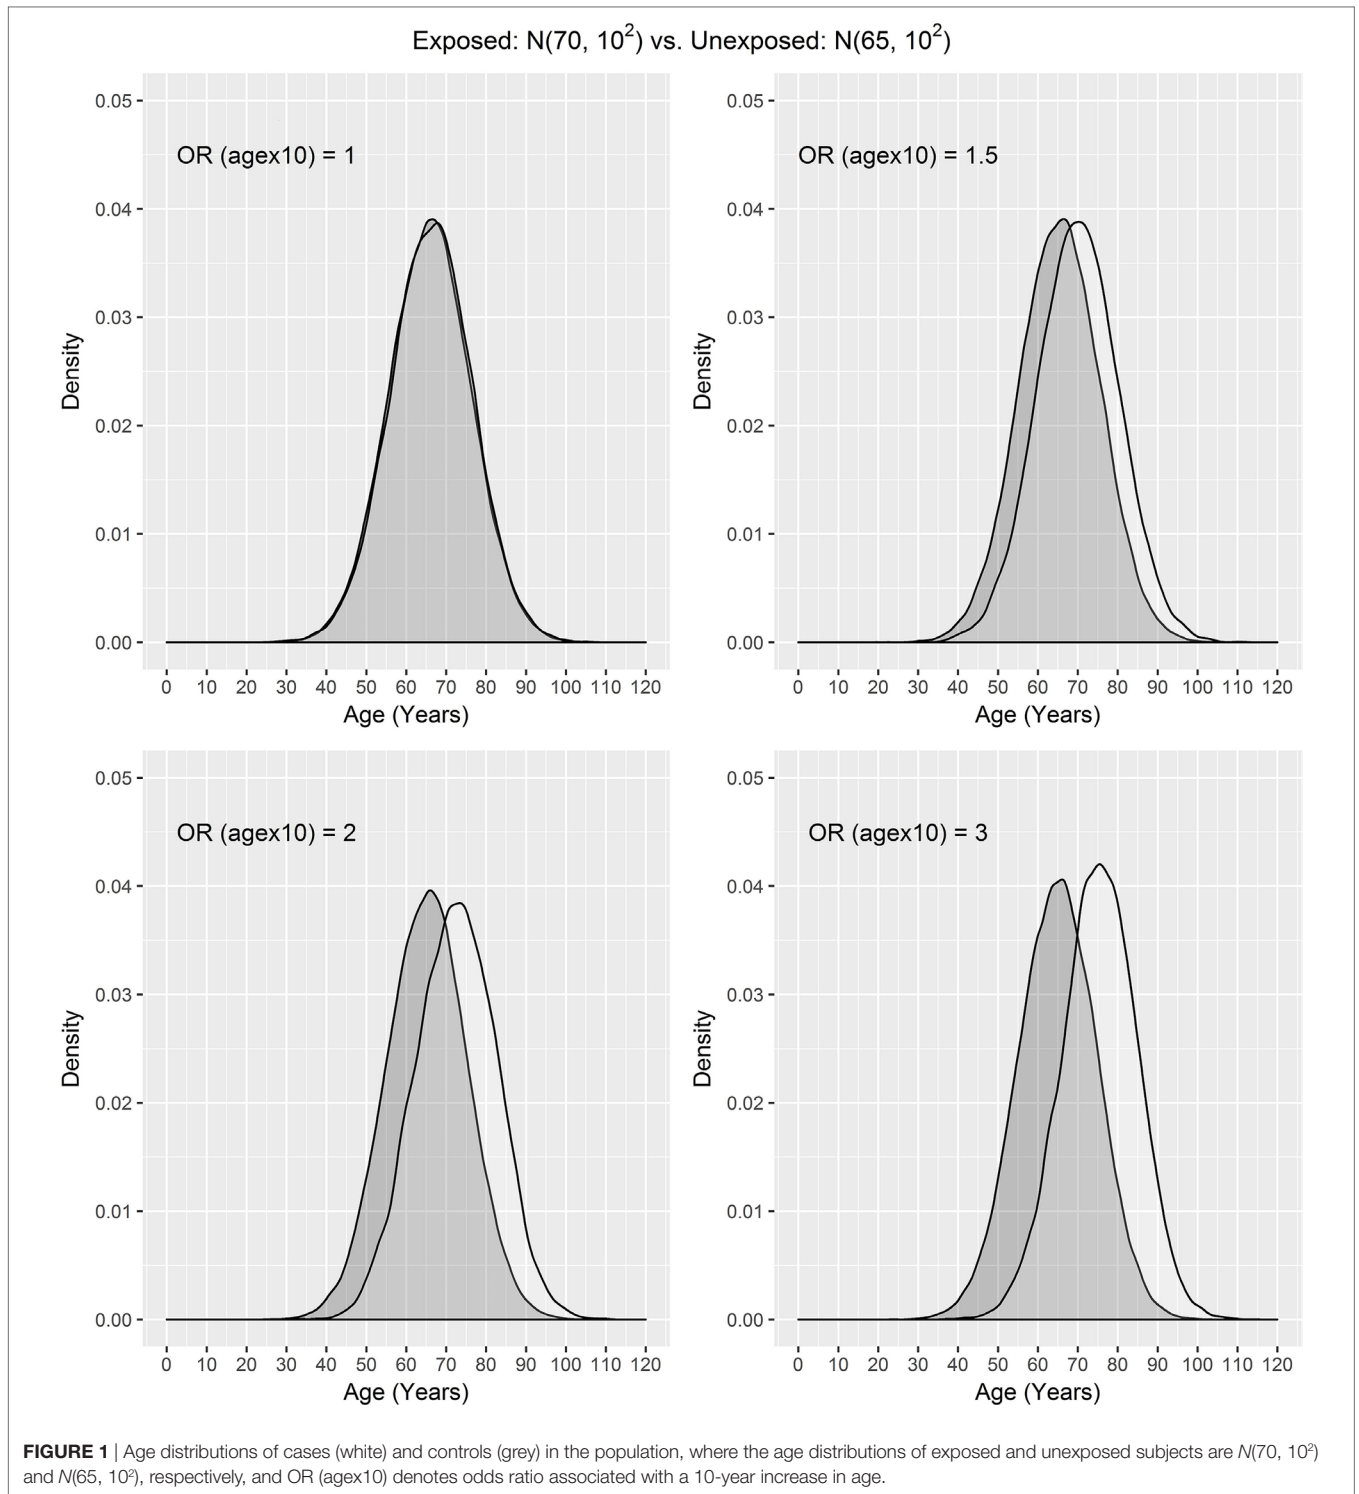 Exposed: N(70, 10²) vs. Unexposed: N(65, 10²)
OR (agex10) = 1
0.05
0.04
0.03
0.02
0.01
0.00
Density
0 10 20 30 40 50 60 70 80 90 100 110 120
Age (Years)
OR (agex10) = 1.5
0.05
0.04
0.03
0.02
0.01
0.00
Density
0 10 20 30 40 50 60 70 80 90 100 110 120
Age (Years)
OR (agex10) = 2
0.05
0.04
0.03
0.02
0.01
0.00
Density
0 10 20 30 40 50 60 70 80 90 100 110 120
Age (Years)
OR (agex10) = 3
0.05
0.04
0.03
0.02
0.01
0.00
Density
0 10 20 30 40 50 60 70 80 90 100 110 120
Age (Years)
FIGURE 1 | Age distributions of cases (white) and controls (grey) in the population, where the age distributions of exposed and unexposed subjects are N(70, 10²)
and N(65, 10²), respectively, and OR (agex10) denotes odds ratio associated with a 10-year increase in age.